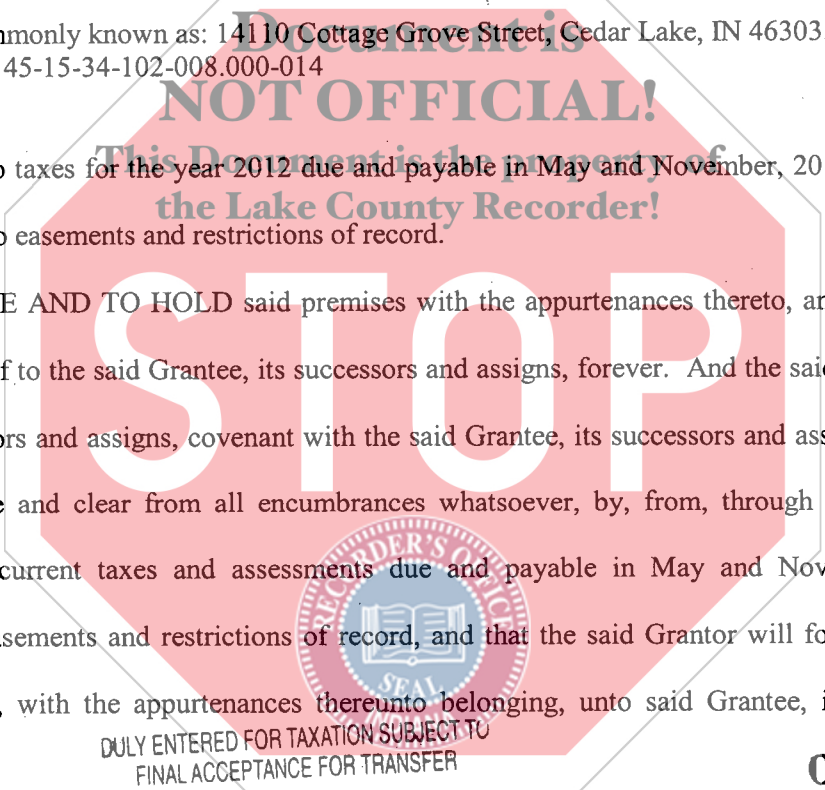 mmonly known as: 14110 Cottage Grove Street, Cedar Lake, IN 46303
45-15-34-102-008.000-014
Document is
NOT OFFICIAL!
This Document is the property of
the Lake County Recorder!
o taxes for the year 2012 due and payable in May and November, 20
o easements and restrictions of record.
E AND TO HOLD said premises with the appurtenances thereto, an
f to the said Grantee, its successors and assigns, forever. And the said
STOP
ors and assigns, covenant with the said Grantee, its successors and ass
e and clear from all encumbrances whatsoever, by, from, through
current taxes and assessments due and payable in May and Nov
sements and restrictions of record, and that the said Grantor will fo
, with the appurtenances thereunto belonging, unto said Grantee, i
RECORDER'S OFFICE
SEAL
INDIANA
DULY ENTERED FOR TAXATION SUBJECT TO
FINAL ACCEPTANCE FOR TRANSFER